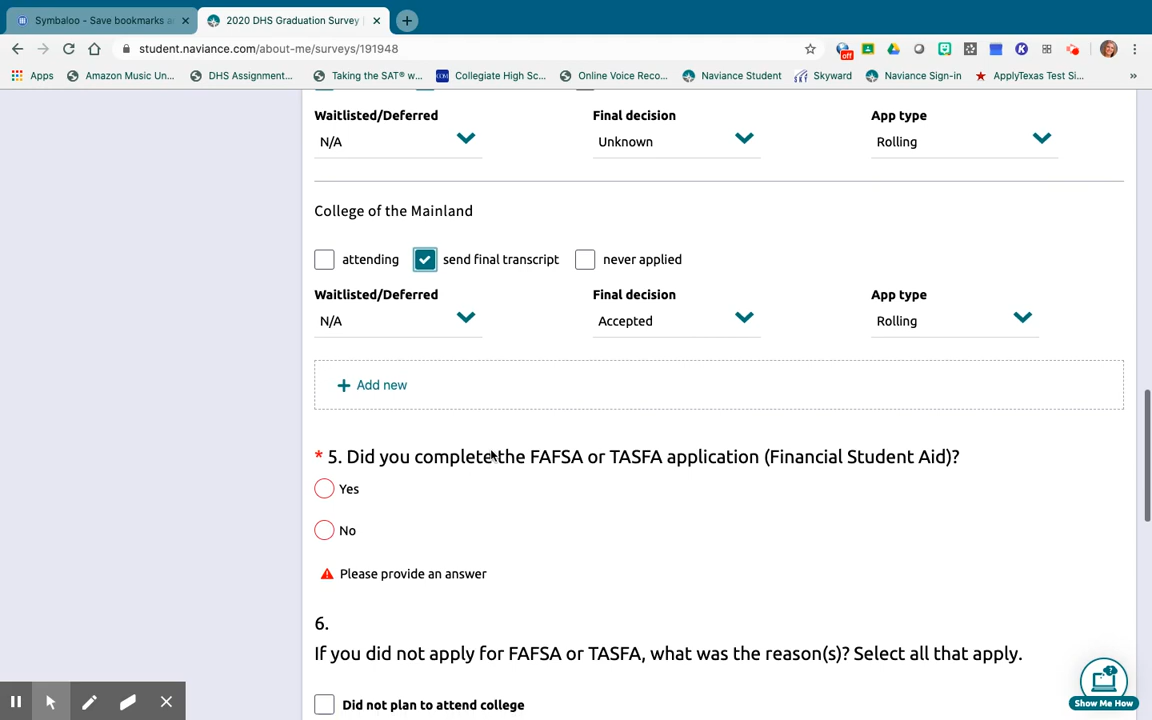 Symbaloo - Save bookmarks a
2020 DHS Graduation Survey |
student.naviance.com/about-me/surveys/191948
off
Apps
Amazon Music Un...
DHS Assignment...
Taking the SAT® w...
COM
Collegiate High Sc...
Online Voice Reco...
Naviance Student
Skyward
Naviance Sign-in
ApplyTexas Test Si...
»
Waitlisted/Deferred
Final decision
App type
N/A
Unknown
Rolling
College of the Mainland
attending
send final transcript
never applied
Waitlisted/Deferred
Final decision
App type
N/A
Accepted
Rolling
+ Add new
* 5. Did you complete the FAFSA or TASFA application (Financial Student Aid)?
Yes
No
Please provide an answer
6.
If you did not apply for FAFSA or TASFA, what was the reason(s)? Select all that apply.
Did not plan to attend college
Show Me How